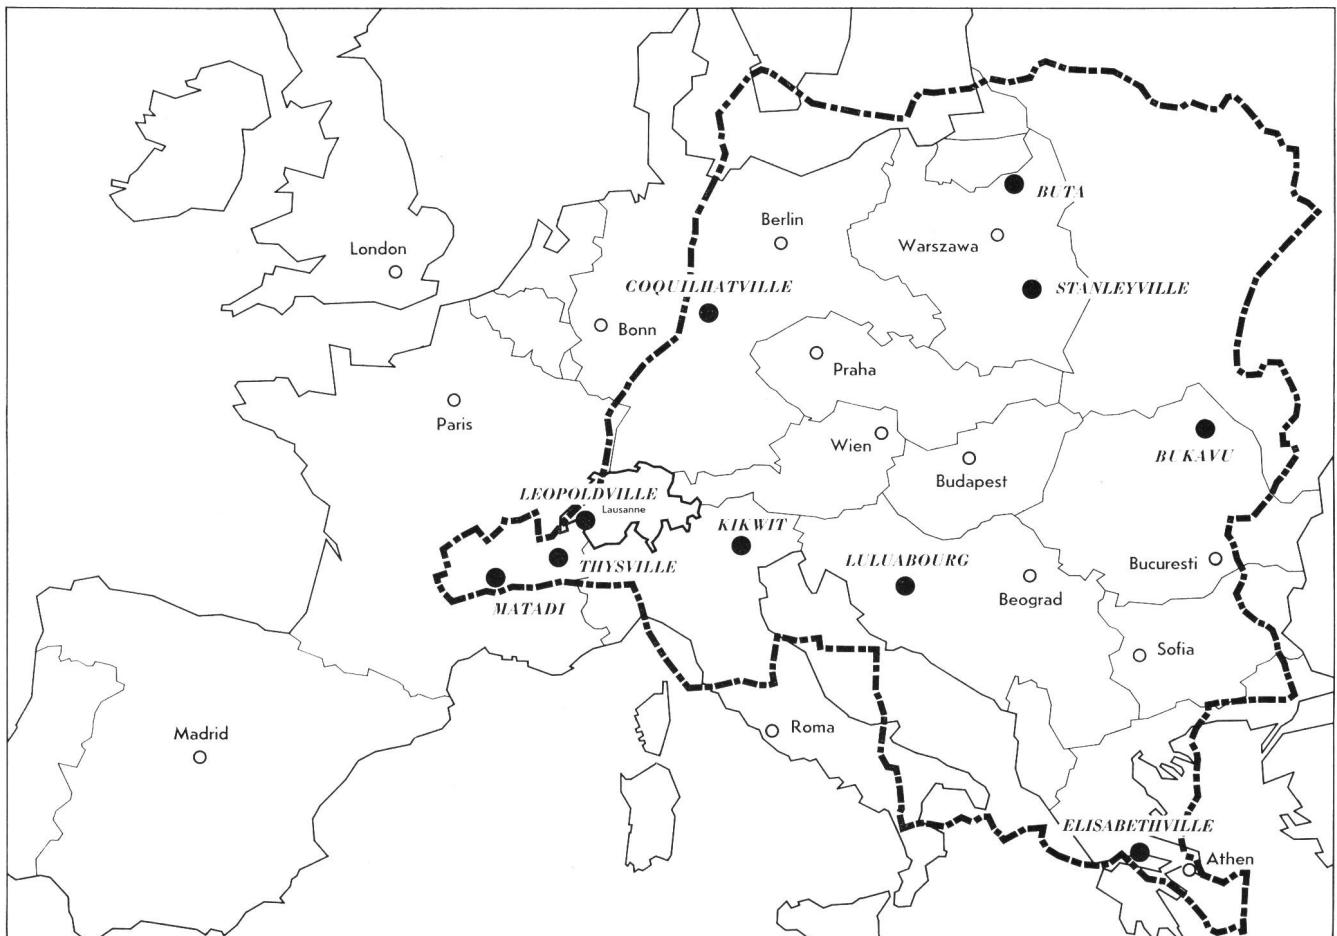 Berlin
BUTA
London
Warszawa
COQUILHATVILLE
STANLEYVILLE
Bonn
Praha
Paris
Wien
BUKAVU
Budapest
LEOPOLDVILLE
Lausanne
KIKWIT
THYSVILLE
LULUABOURG
Bucuresti
MATADI
Beograd
Sofia
Madrid
Roma
ELISABETHVILLE
Athen